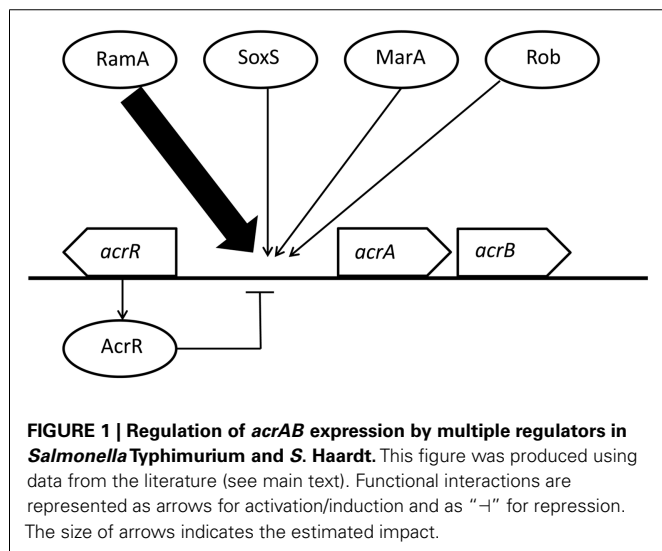 RamA
SoxS
MarA
Rob
acrR
acrA
acrB
AcrR
FIGURE 1 | Regulation of acrAB expression by multiple regulators in
Salmonella Typhimurium and S. Haardt. This figure was produced using
data from the literature (see main text). Functional interactions are
represented as arrows for activation/induction and as “⊣” for repression.
The size of arrows indicates the estimated impact.